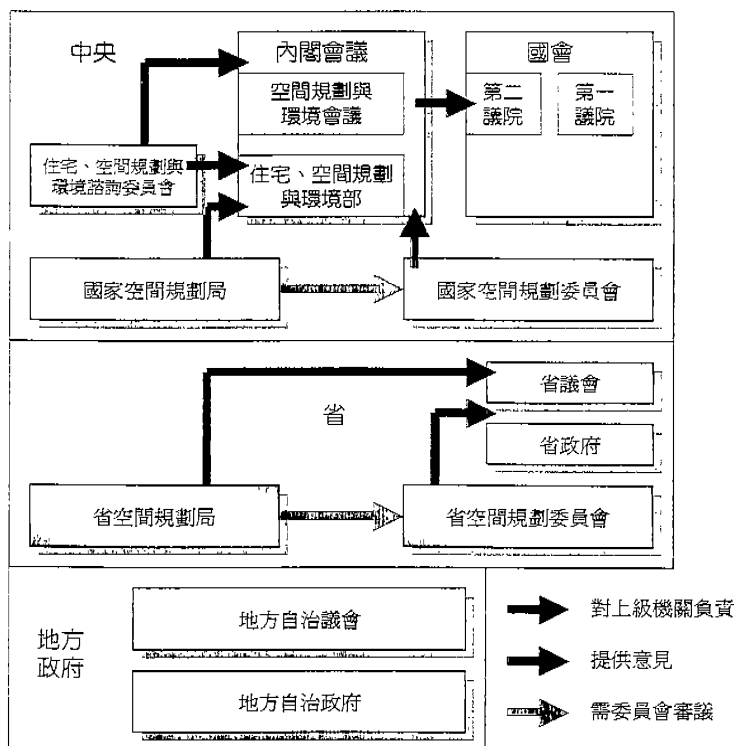 中央
內閣會議
國會
空間規劃與
環境會議
第二
議院
第一
議院
住宅、空間規劃與
環境諮詢委員會
住宅、空間規劃
與環境部
國家空間規劃局
國家空間規劃委員會
省議會
省
省政府
省空間規劃局
省空間規劃委員會
地方
政府
地方自治議會
地方自治政府
對上級機關負責
提供意見
需委員會審議